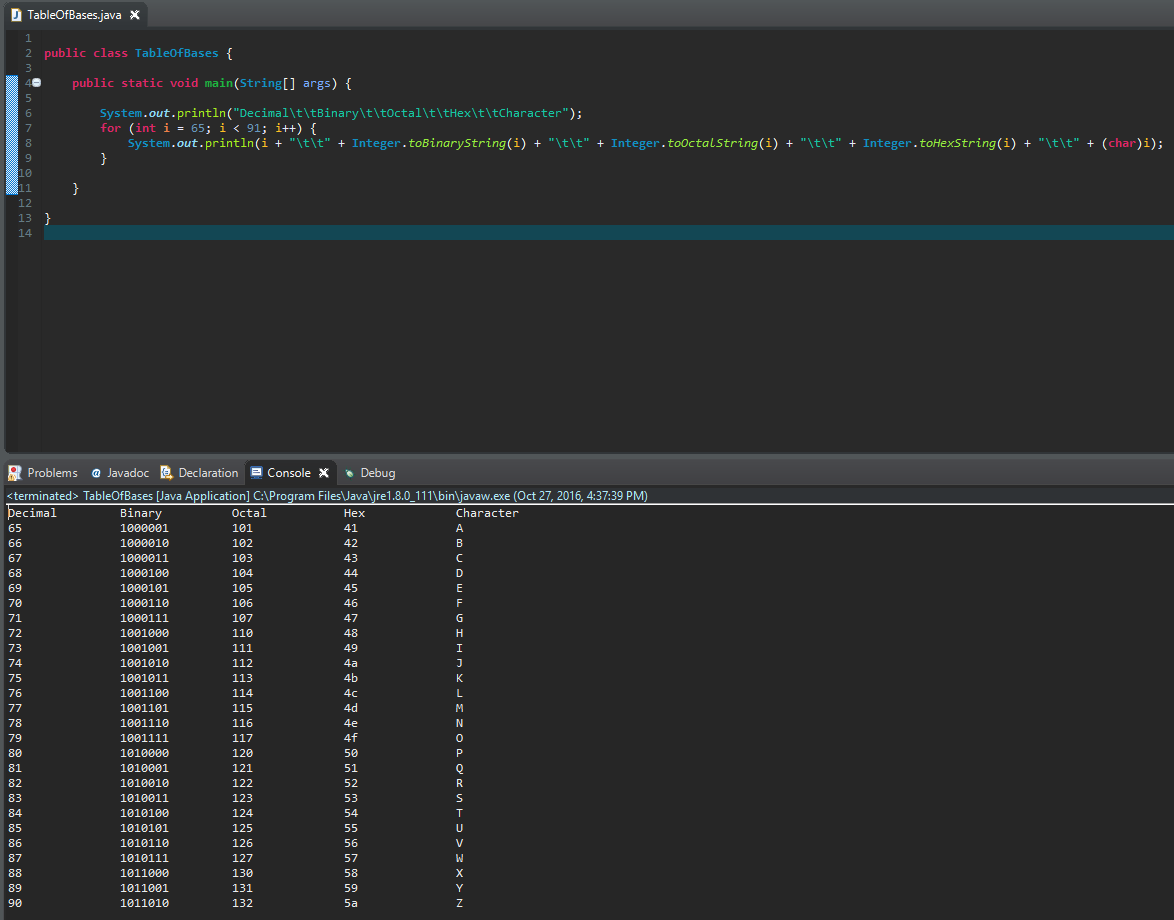 TableOfBases.java
1
2 public class TableOfBases {
3
4 public static void main(String[] args) {
5
6 System.out.println("Decimal\t\tBinary\t\tOctal\t\tHex\t\tCharacter");
7 for (int i = 65; i < 91; i++) {
8 System.out.println(i + "\t\t" + Integer.toBinaryString(i) + "\t\t" + Integer.toOctalString(i) + "\t\t" + Integer.toHexString(i) + "\t\t" + (char)i);
9 }
10
11 }
12
13 }
14
Problems Javadoc Declaration Console Debug
<terminated> TableOfBases [Java Application] C:\Program Files\Java\jre1.8.0_111\bin\javaw.exe (Oct 27, 2016, 4:37:39 PM)
Decimal Binary Octal Hex Character
65 1000001 101 41 A
66 1000010 102 42 B
67 1000011 103 43 C
68 1000100 104 44 D
69 1000101 105 45 E
70 1000110 106 46 F
71 1000111 107 47 G
72 1001000 110 48 H
73 1001001 111 49 I
74 1001010 112 4a J
75 1001011 113 4b K
76 1001100 114 4c L
77 1001101 115 4d M
78 1001110 116 4e N
79 1001111 117 4f O
80 1010000 120 50 P
81 1010001 121 51 Q
82 1010010 122 52 R
83 1010011 123 53 S
84 1010100 124 54 T
85 1010101 125 55 U
86 1010110 126 56 V
87 1010111 127 57 W
88 1011000 130 58 X
89 1011001 131 59 Y
90 1011010 132 5a Z